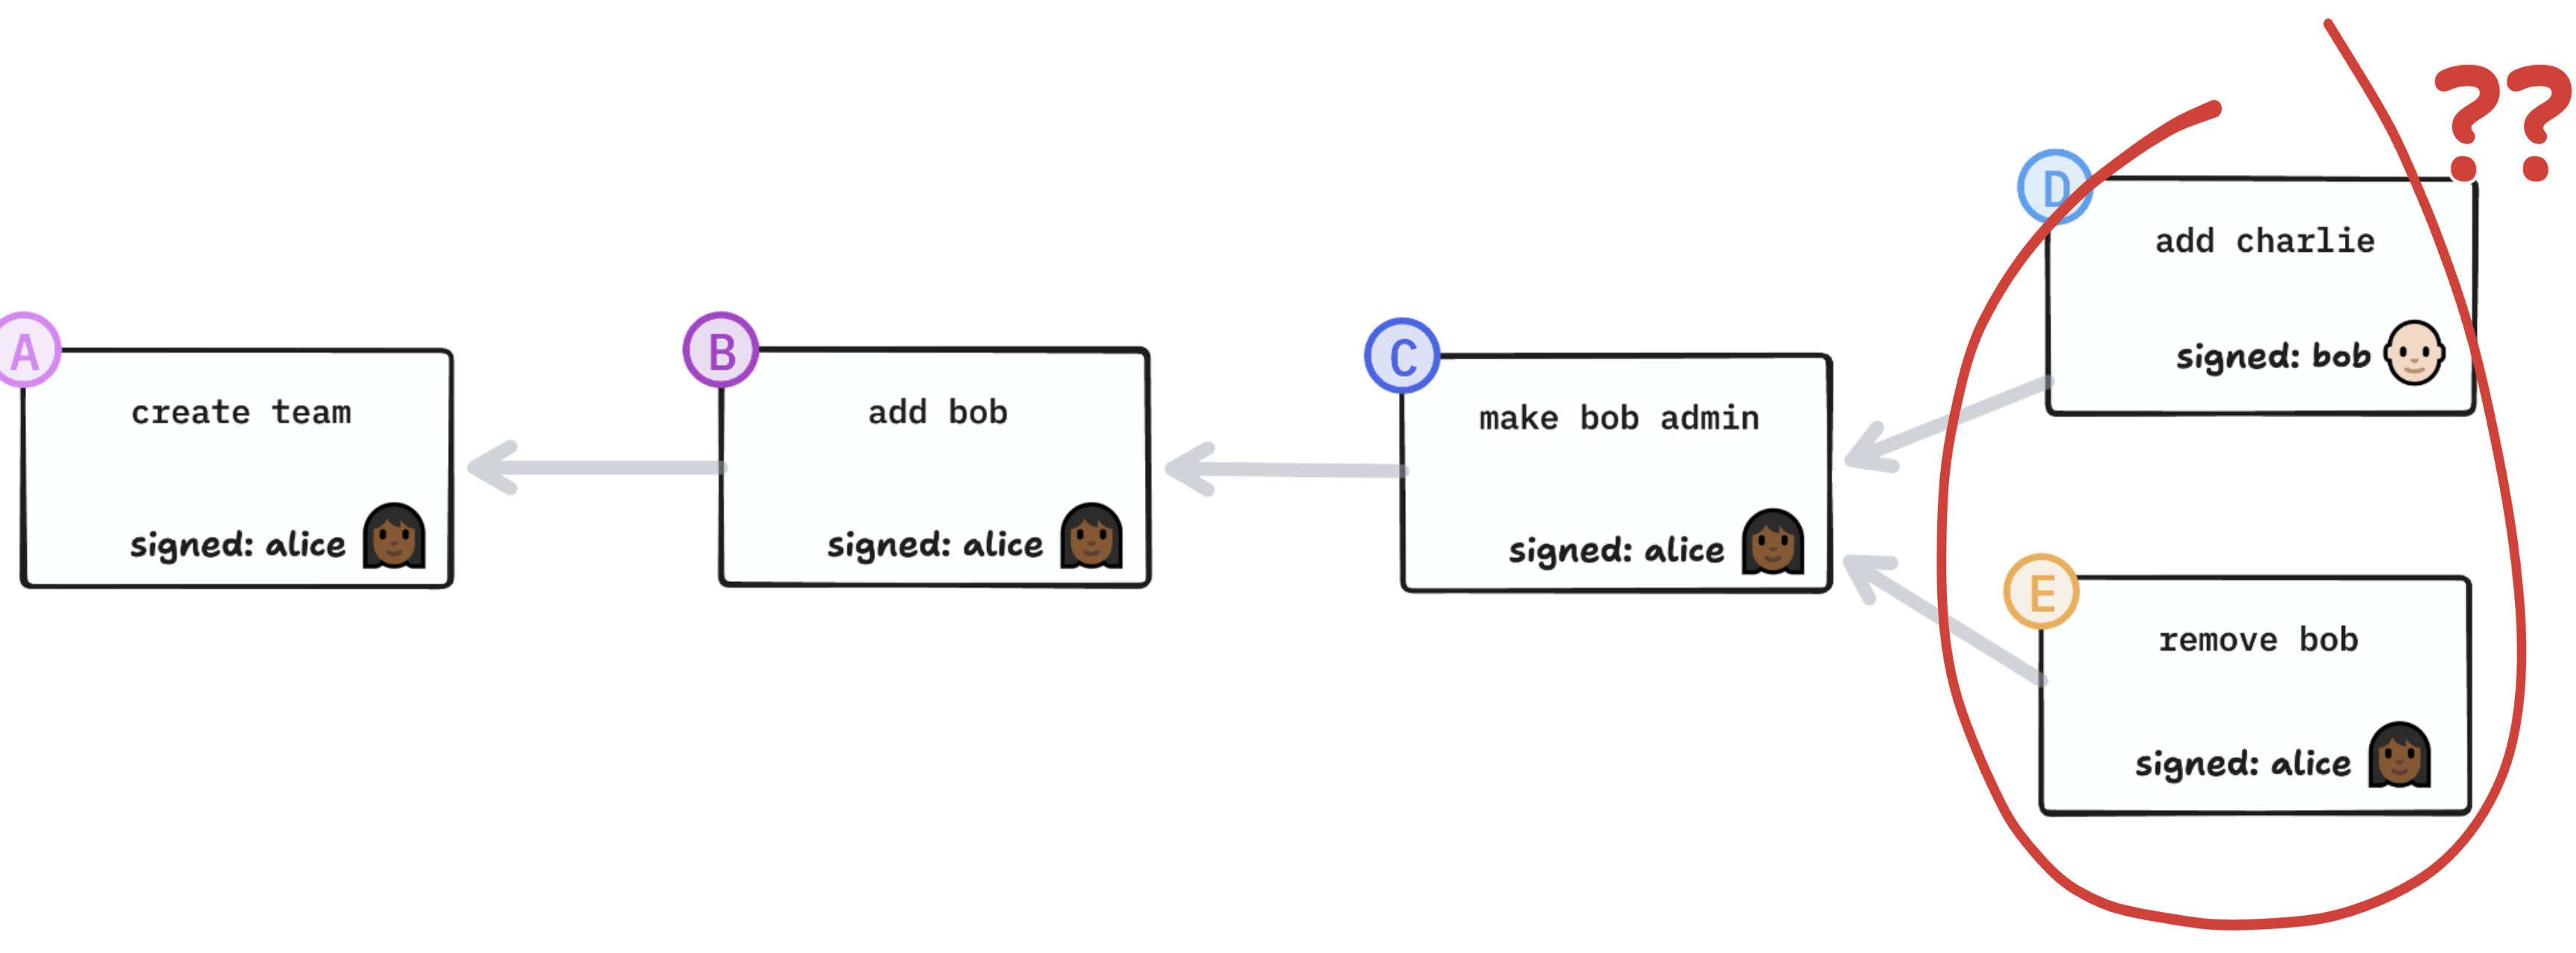 A
create team
signed: alice
B
add bob
signed: alice
C
make bob admin
signed: alice
??
D
add charlie
signed: bob
E
remove bob
signed: alice